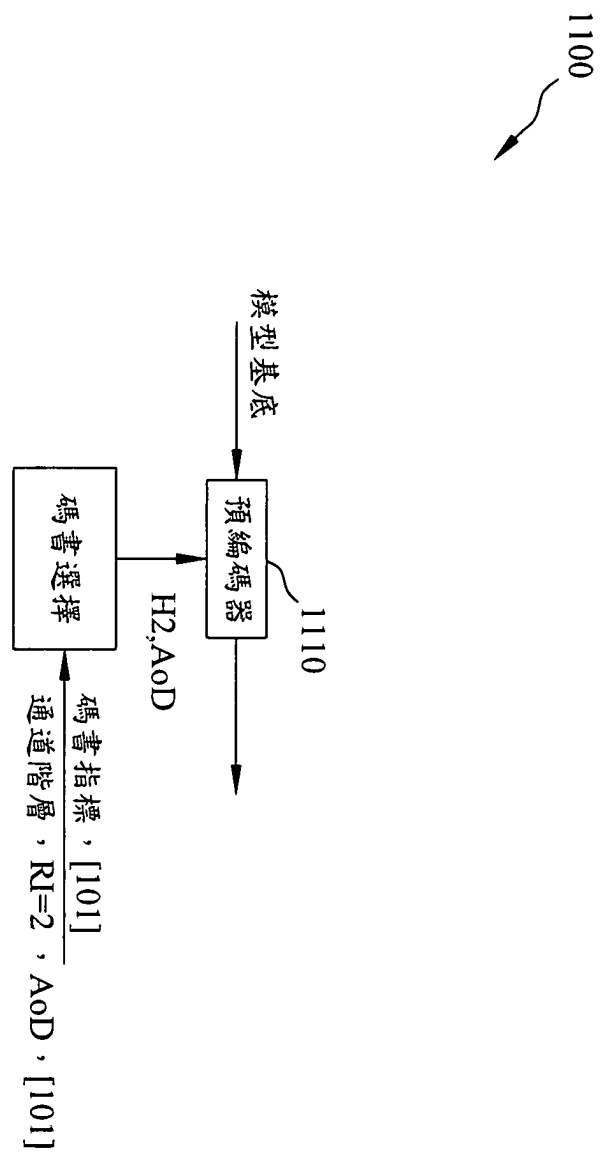 1100
模型基底
預編碼器
1110
H2,AoD
碼書選擇
碼書指標，[101]
通道階層，RI=2，AoD，[101]